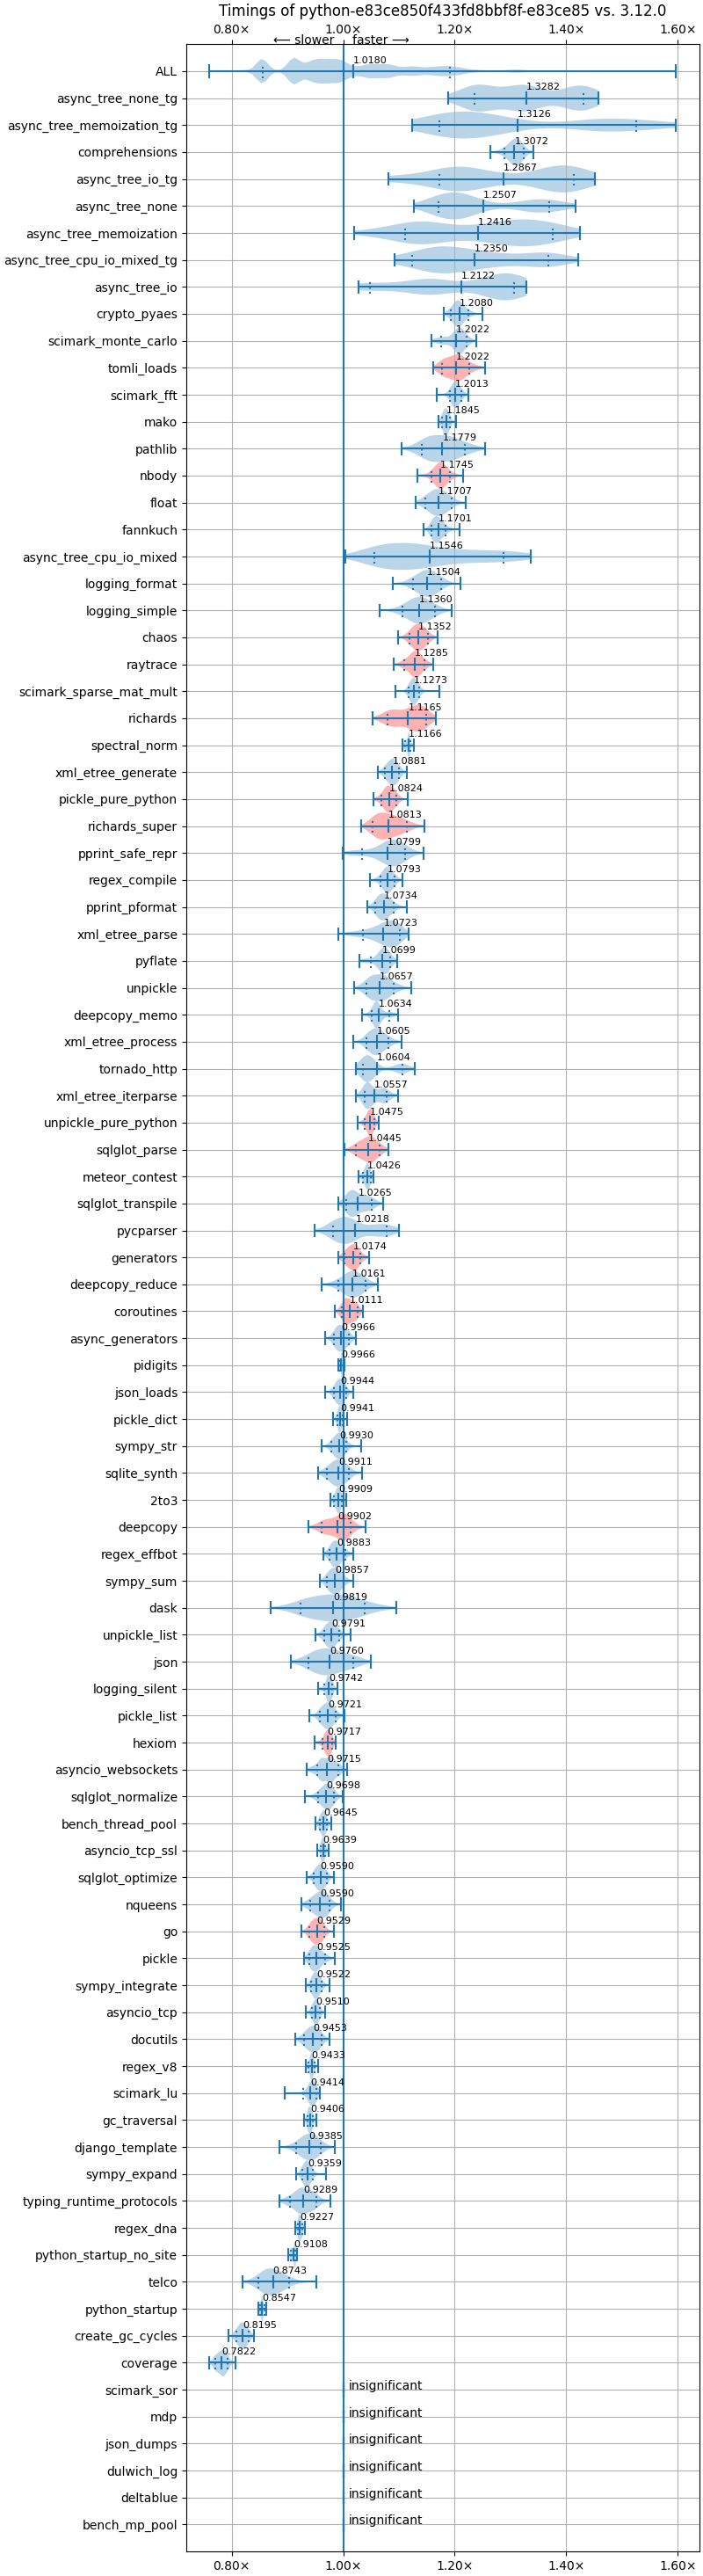 Timings of python-e83ce850f433fd8bbf8f-e83ce85 vs. 3.12.0
0.80× 1.00× 1.20× 1.40× 1.60×
⟵ slower faster ⟶
ALL 1.0180
async_tree_none_tg 1.3282
async_tree_memoization_tg 1.3126
comprehensions 1.3072
async_tree_io_tg 1.2867
async_tree_none 1.2507
async_tree_memoization 1.2416
async_tree_cpu_io_mixed_tg 1.2350
async_tree_io 1.2122
crypto_pyaes 1.2080
scimark_monte_carlo 1.2022
tomli_loads 1.2022
scimark_fft 1.2013
mako 1.1845
pathlib 1.1779
nbody 1.1745
float 1.1707
fannkuch 1.1701
async_tree_cpu_io_mixed 1.1546
logging_format 1.1504
logging_simple 1.1360
chaos 1.1352
raytrace 1.1285
scimark_sparse_mat_mult 1.1273
richards 1.1165
spectral_norm 1.1166
xml_etree_generate 1.0881
pickle_pure_python 1.0824
richards_super 1.0813
pprint_safe_repr 1.0799
regex_compile 1.0793
pprint_pformat 1.0734
xml_etree_parse 1.0723
pyflate 1.0699
unpickle 1.0657
deepcopy_memo 1.0634
xml_etree_process 1.0605
tornado_http 1.0604
xml_etree_iterparse 1.0557
unpickle_pure_python 1.0475
sqlglot_parse 1.0445
meteor_contest 1.0426
sqlglot_transpile 1.0265
pycparser 1.0218
generators 1.0174
deepcopy_reduce 1.0161
coroutines 1.0111
async_generators 0.9966
pidigits 0.9966
json_loads 0.9944
pickle_dict 0.9941
sympy_str 0.9930
sqlite_synth 0.9911
2to3 0.9909
deepcopy 0.9902
regex_effbot 0.9883
sympy_sum 0.9857
dask 0.9819
unpickle_list 0.9791
json 0.9760
logging_silent 0.9742
pickle_list 0.9721
hexiom 0.9717
asyncio_websockets 0.9715
sqlglot_normalize 0.9698
bench_thread_pool 0.9645
asyncio_tcp_ssl 0.9639
sqlglot_optimize 0.9590
nqueens 0.9590
go 0.9529
pickle 0.9525
sympy_integrate 0.9522
asyncio_tcp 0.9510
docutils 0.9453
regex_v8 0.9433
scimark_lu 0.9414
gc_traversal 0.9406
django_template 0.9385
sympy_expand 0.9359
typing_runtime_protocols 0.9289
regex_dna 0.9227
python_startup_no_site 0.9108
telco 0.8743
python_startup 0.8547
create_gc_cycles 0.8195
coverage 0.7822
scimark_sor insignificant
mdp insignificant
json_dumps insignificant
dulwich_log insignificant
deltablue insignificant
bench_mp_pool insignificant
0.80× 1.00× 1.20× 1.40× 1.60×